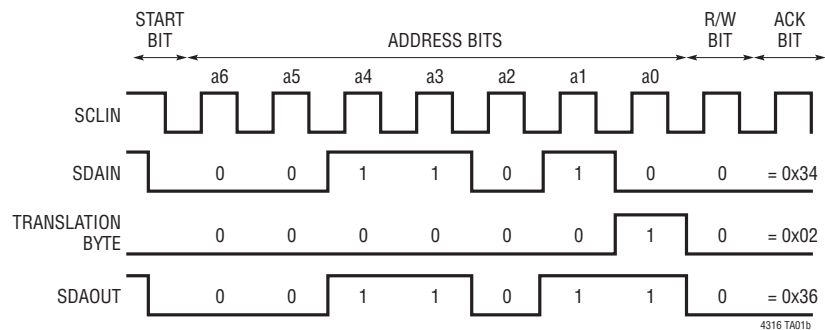 START BIT
ADDRESS BITS
R/W BIT
ACK BIT
a6 a5 a4 a3 a2 a1 a0
SCLIN
SDAIN 0 0 1 1 0 1 0 0 = 0x34
TRANSLATION BYTE 0 0 0 0 0 0 1 0 = 0x02
SDAOUT 0 0 1 1 0 1 1 0 = 0x36
4316 TA01b